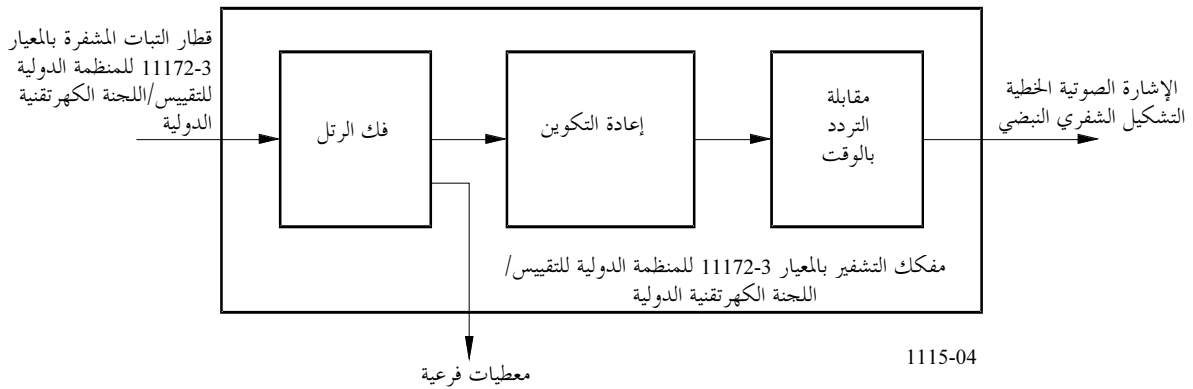 قطار التبات المشفرة بالمعيار
11172-3 للمنظمة الدولية
للتقييس/اللجنة الكهرتقنية
الدولية
فك الرتل
إعادة التكوين
مقابلة
التردد
بالوقت
الإشارة الصوتية الخطية
التشكيل الشفري النبضي
مفكك التشفير بالمعيار 11172-3 للمنظمة الدولية للتقييس/
اللجنة الكهرتقنية الدولية
معطيات فرعية
1115-04